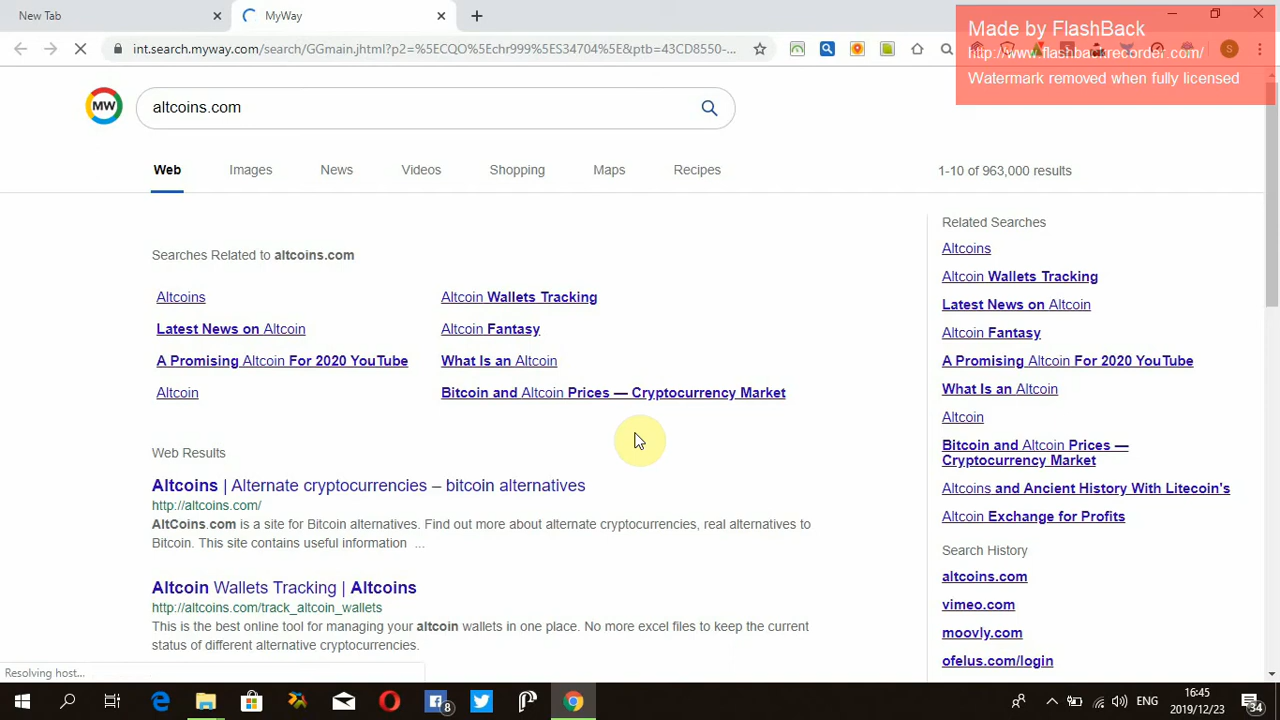 New Tab
MyWay
Made by FlashBack
http://www.flashbackrecorder.com/
Watermark removed when fully licensed
int.search.myway.com/search/GGmain.jhtml?p2=%5ECQO%5Echr999%5ES34704%5E&ptb=43CD8550-...
S
MW
altcoins.com
Web
Images
News
Videos
Shopping
Maps
Recipes
1-10 of 963,000 results
Searches Related to altcoins.com
Altcoins
Altcoin Wallets Tracking
Latest News on Altcoin
Altcoin Fantasy
A Promising Altcoin For 2020 YouTube
What Is an Altcoin
Altcoin
Bitcoin and Altcoin Prices — Cryptocurrency Market
Web Results
Altcoins | Alternate cryptocurrencies – bitcoin alternatives
http://altcoins.com/
AltCoins.com is a site for Bitcoin alternatives. Find out more about alternate cryptocurrencies, real alternatives to
Bitcoin. This site contains useful information ...
Altcoin Wallets Tracking | Altcoins
http://altcoins.com/track_altcoin_wallets
This is the best online tool for managing your altcoin wallets in one place. No more excel files to keep the current
status of different alternative cryptocurrencies.
Related Searches
Altcoins
Altcoin Wallets Tracking
Latest News on Altcoin
Altcoin Fantasy
A Promising Altcoin For 2020 YouTube
What Is an Altcoin
Altcoin
Bitcoin and Altcoin Prices —
Cryptocurrency Market
Altcoins and Ancient History With Litecoin's
Altcoin Exchange for Profits
Search History
altcoins.com
vimeo.com
moovly.com
ofelus.com/login
Resolving host...
8
ENG
16:45
2019/12/23
34